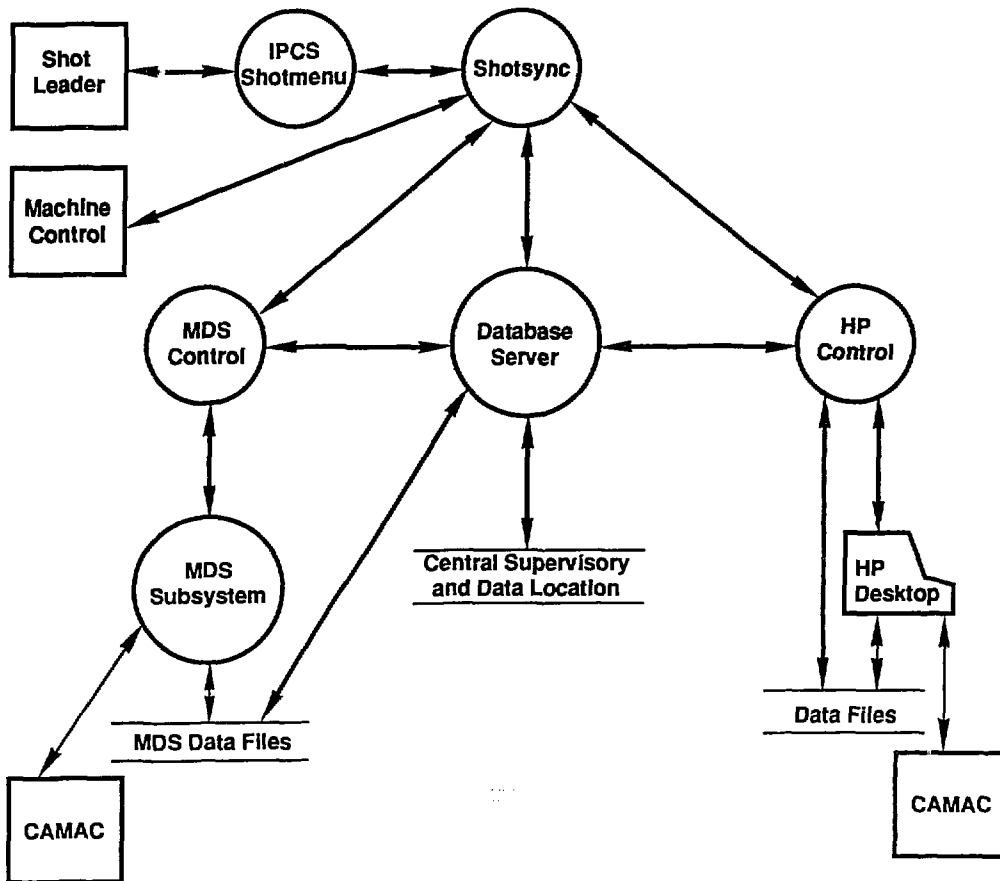 Shot
Leader
IPCS
Shotmenu
Shotsync
Machine
Control
MDS
Control
Database
Server
HP
Control
MDS
Subsystem
Central Supervisory
and Data Location
HP
Desktop
MDS Data Files
Data Files
CAMAC
CAMAC